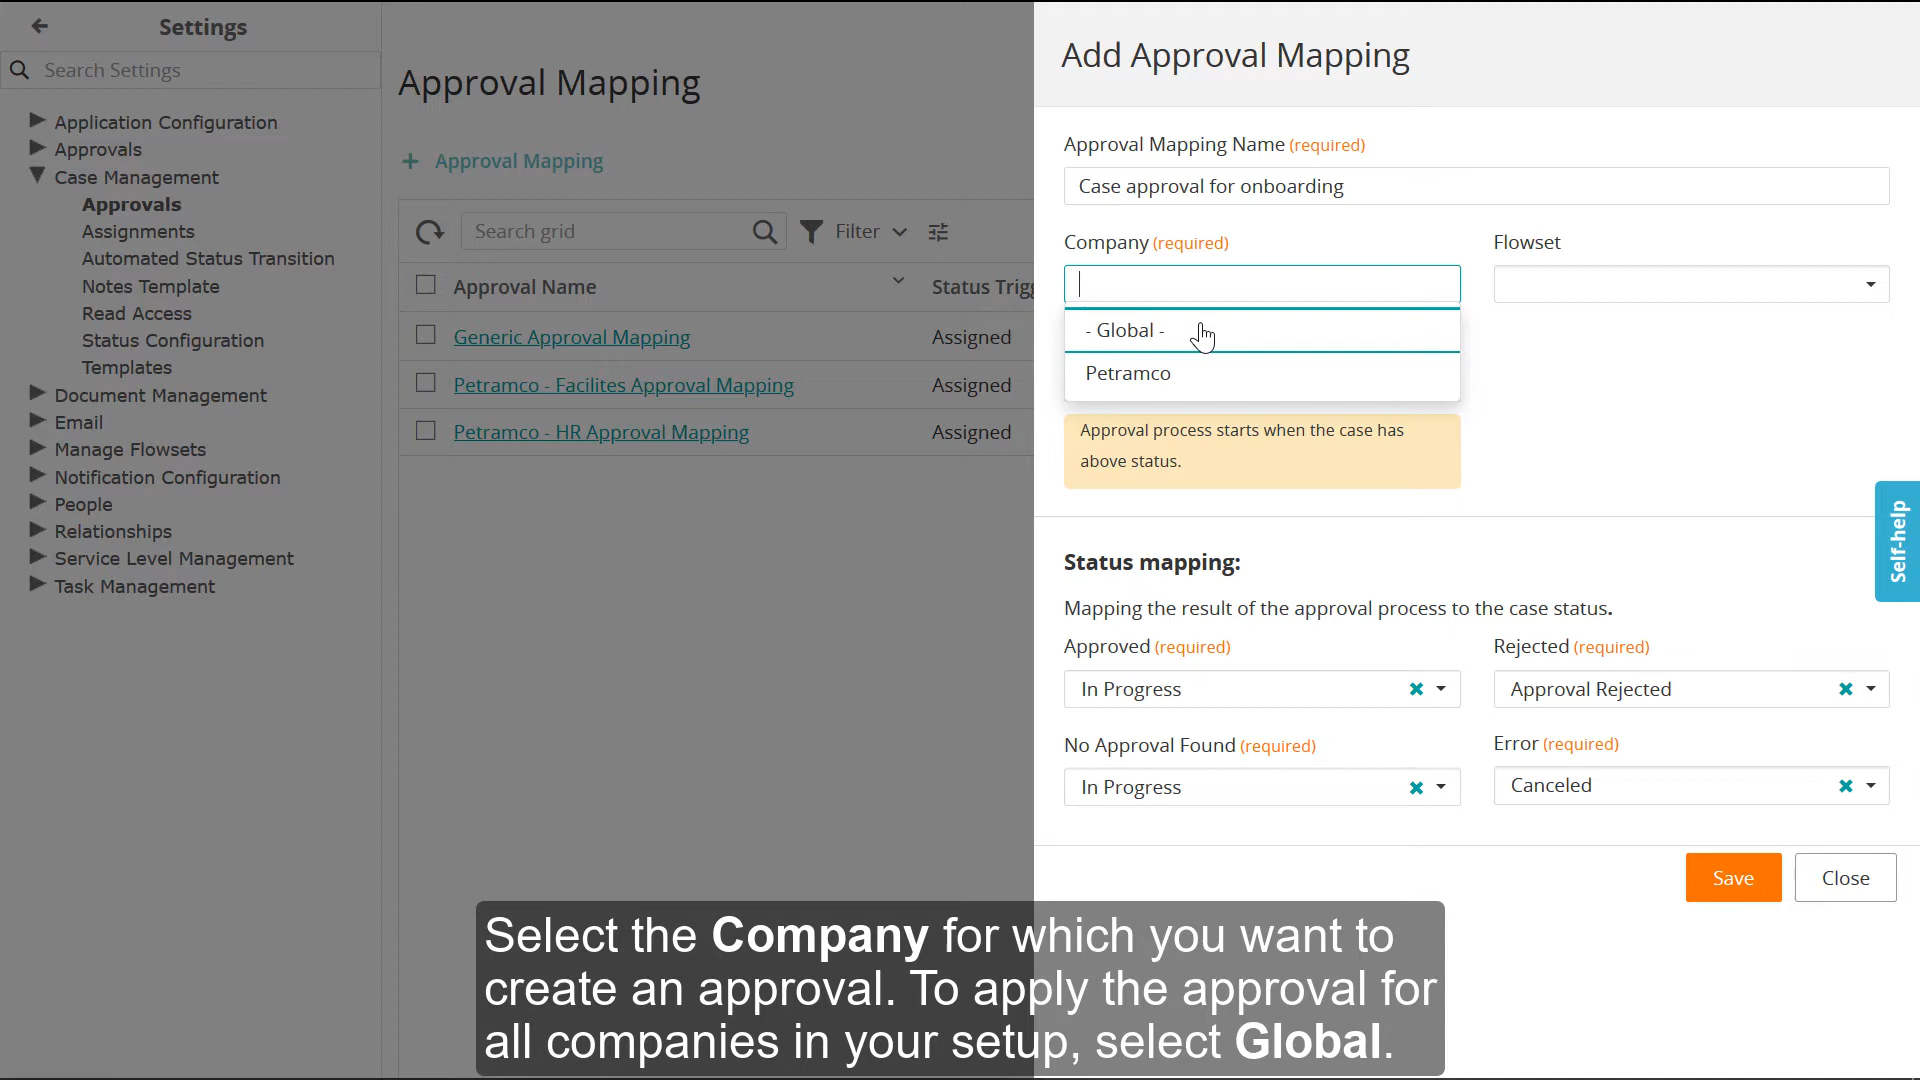 Settings
Search Settings
Application Configuration
Approvals
Case Management
Approvals
Assignments
Automated Status Transition
Notes Template
Read Access
Status Configuration
Templates
Document Management
Email
Manage Flowsets
Notification Configuration
People
Relationships
Service Level Management
Task Management
Approval Mapping
+ Approval Mapping
Search grid
Filter
Approval Name
Status Trigg
Generic Approval Mapping
Assigned
Petramco - Facilites Approval Mapping
Assigned
Petramco - HR Approval Mapping
Assigned
Add Approval Mapping
Approval Mapping Name (required)
Case approval for onboarding
Company (required)
Flowset
- Global -
Petramco
Approval process starts when the case has
above status.
Self-help
Status mapping:
Mapping the result of the approval process to the case status.
Approved (required)
Rejected (required)
In Progress
Approval Rejected
No Approval Found (required)
Error (required)
In Progress
Canceled
Save
Close
Select the Company for which you want to
create an approval. To apply the approval for
all companies in your setup, select Global.